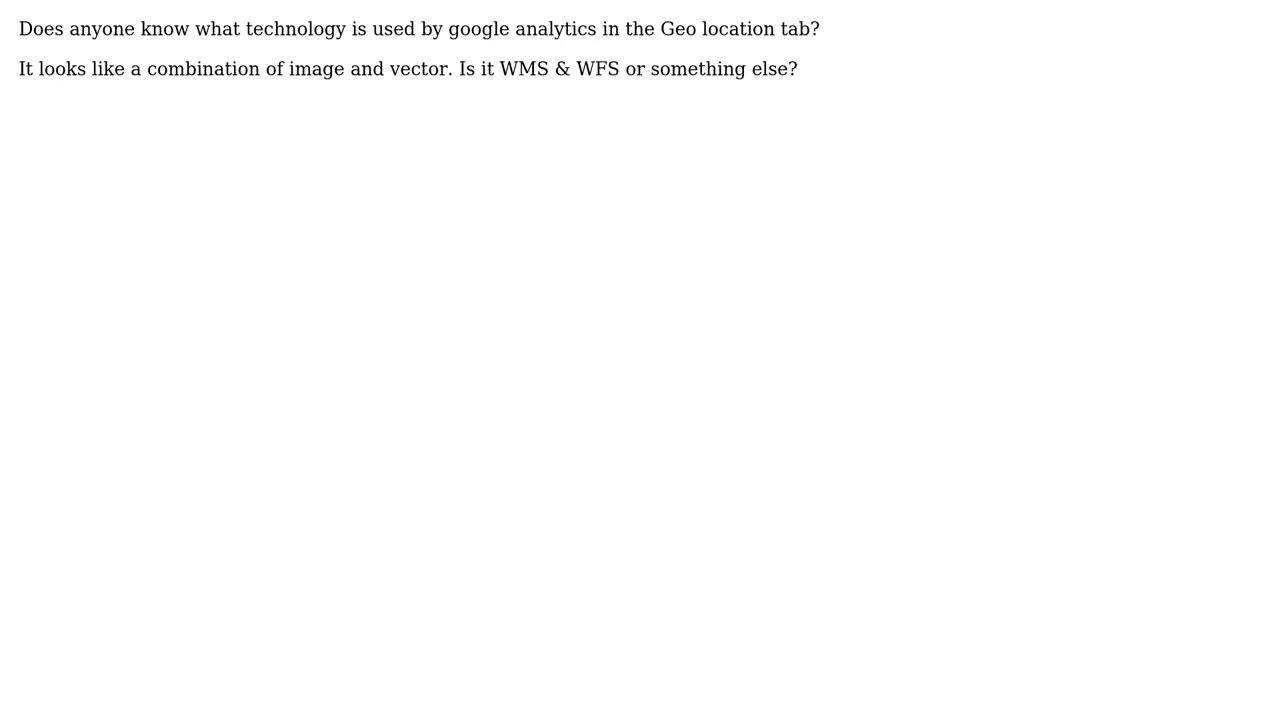 Does anyone know what technology is used by google analytics in the Geo location tab?
It looks like a combination of image and vector. Is it WMS & WFS or something else?